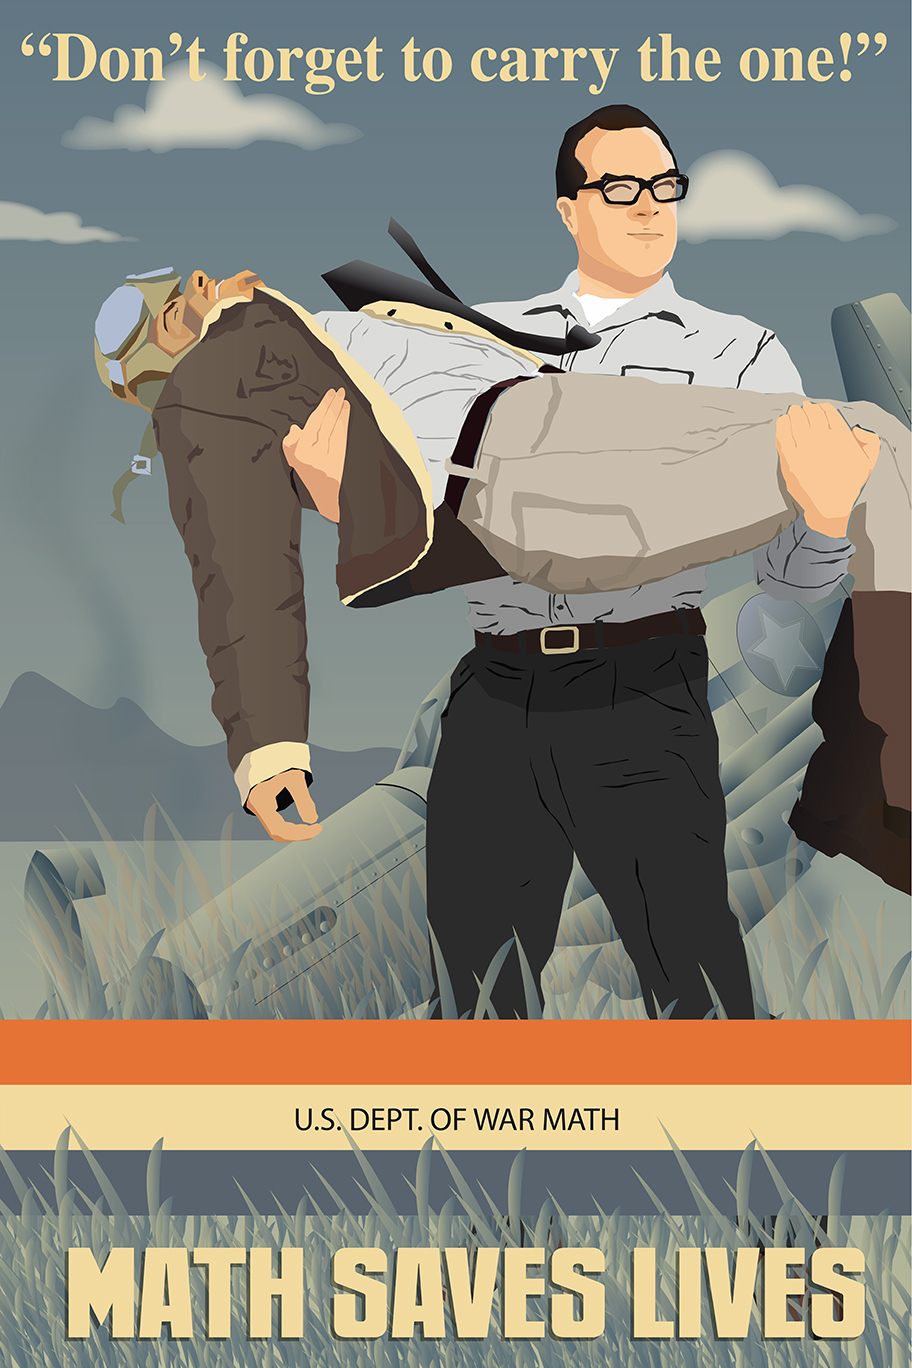 “Don’t forget to carry the one!”
U.S. DEPT. OF WAR MATH
MATH SAVES LIVES